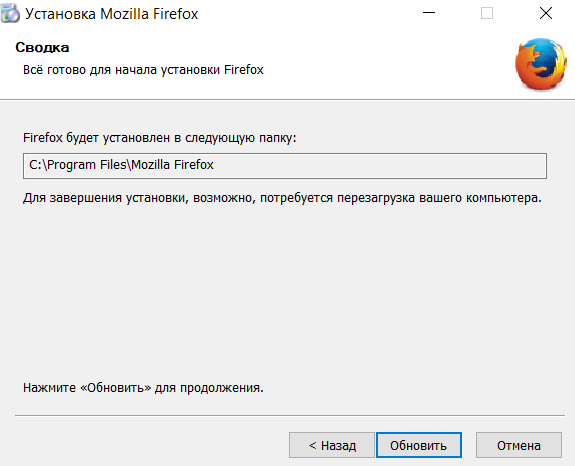 Установка Mozilla Firefox
Сводка
Всё готово для начала установки Firefox
Firefox будет установлен в следующую папку:
C:\Program Files\Mozilla Firefox
Для завершения установки, возможно, потребуется перезагрузка вашего компьютера.
Нажмите «Обновить» для продолжения.
< Назад
Обновить
Отмена